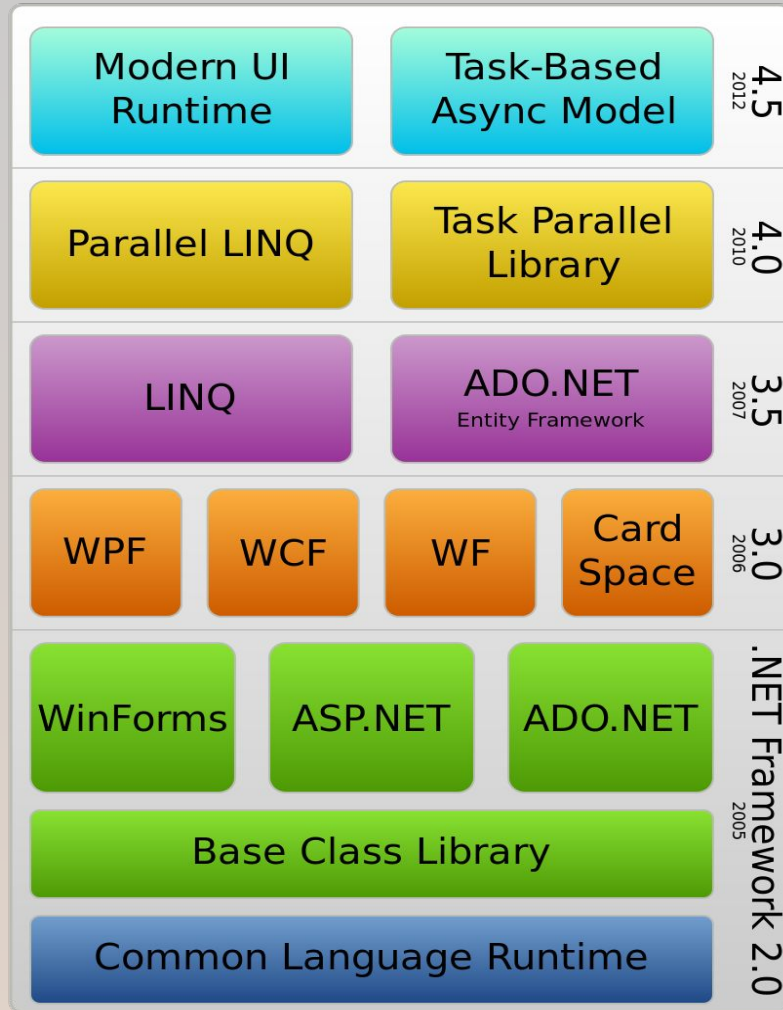 Modern UI
Runtime
Task-Based
Async Model
4.5
2012
Parallel LINQ
Task Parallel
Library
4.0
2010
LINQ
ADO.NET
Entity Framework
3.5
2007
WPF
WCF
WF
Card
Space
3.0
2006
WinForms
ASP.NET
ADO.NET
Base Class Library
Common Language Runtime
.NET Framework 2.0
2005